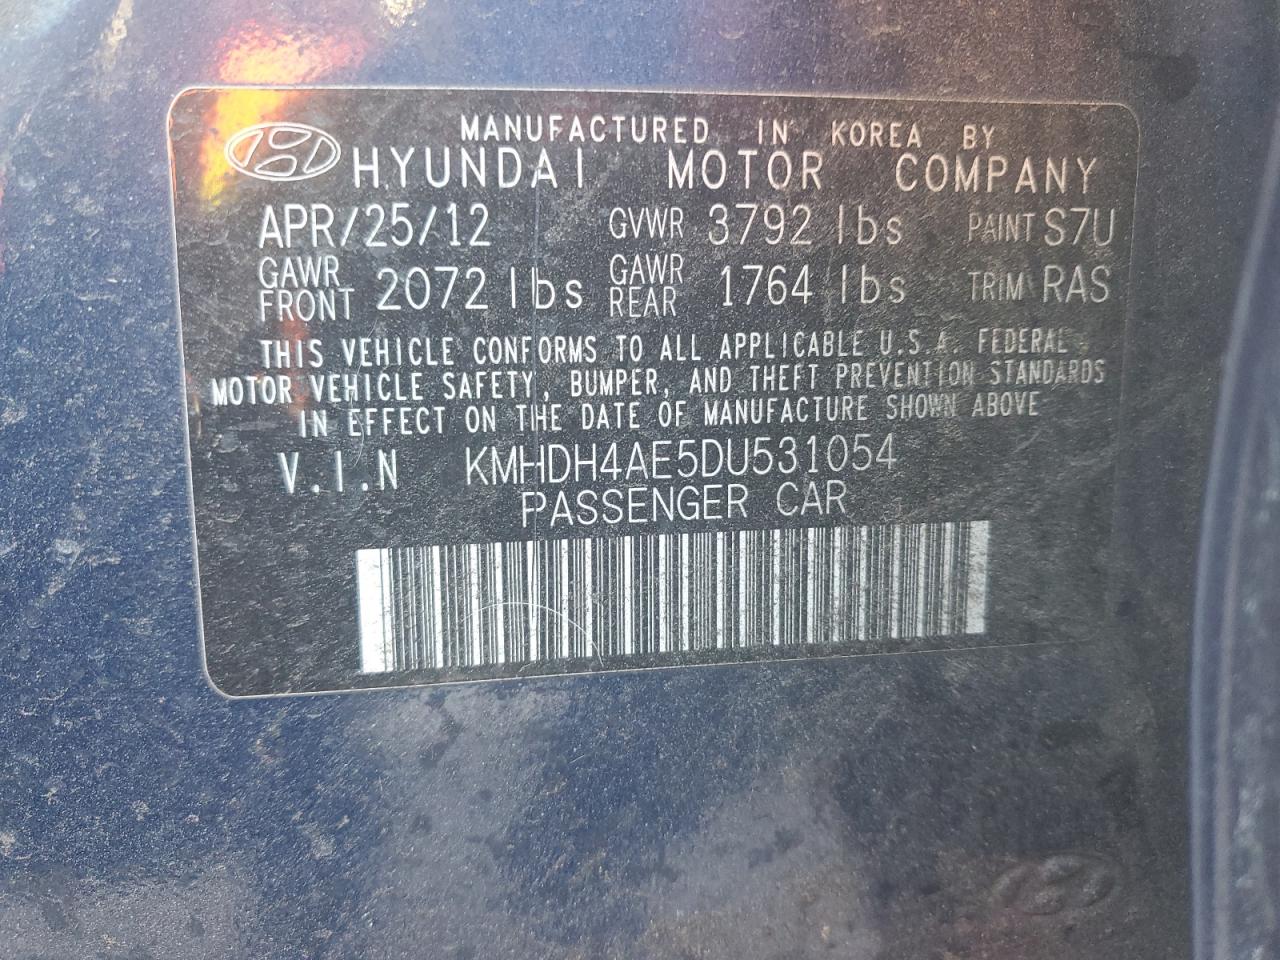 MANUFACTURED IN KOREA BY
HYUNDAI MOTOR COMPANY
APR/25/12 GVWR 3792 lbs PAINT S7U
GAWR FRONT 2072 lbs GAWR REAR 1764 lbs TRIM RAS
THIS VEHICLE CONFORMS TO ALL APPLICABLE U.S.A. FEDERAL
MOTOR VEHICLE SAFETY, BUMPER, AND THEFT PREVENTION STANDARDS
IN EFFECT ON THE DATE OF MANUFACTURE SHOWN ABOVE
V.I.N KMHDH4AE5DU531054
PASSENGER CAR